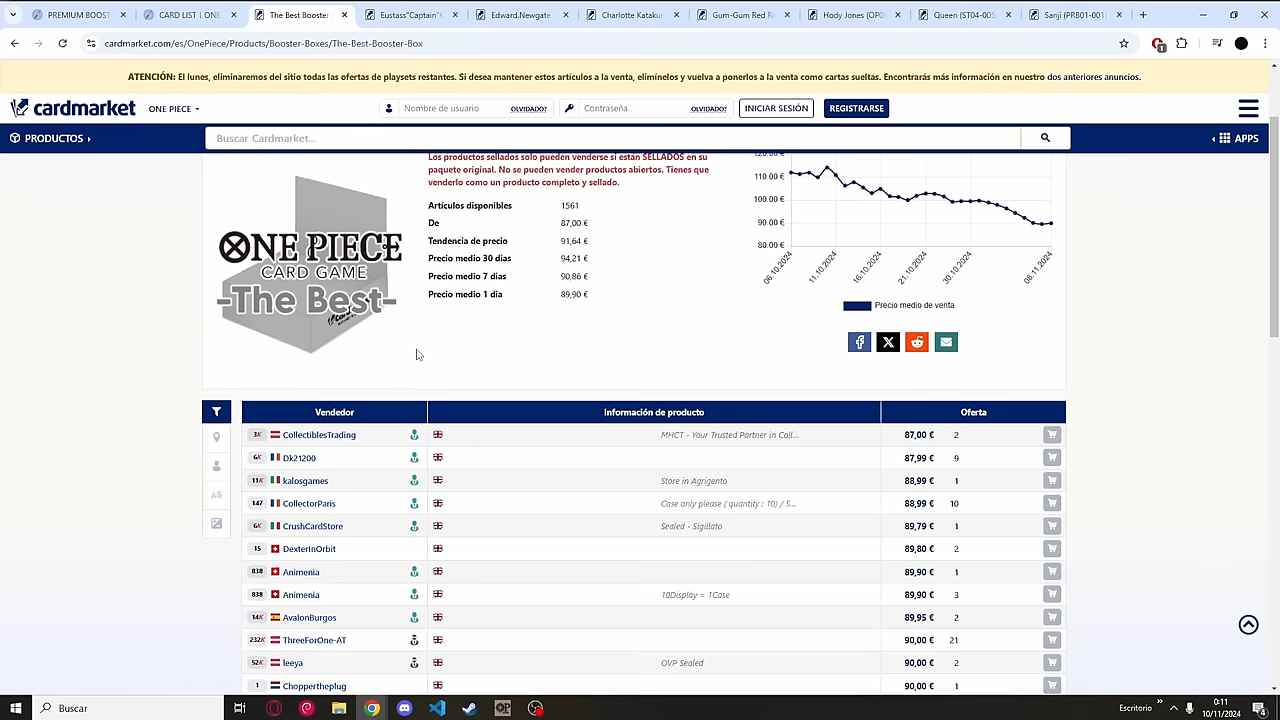 PREMIUM BOOST
CARD LIST | ONE
The Best Booster
Eustass"Captain"K
Edward.Newgate
Charlotte Kataku
Gum-Gum Red R
Hody Jones (OP0
Queen (ST04-005
Sanji (PRB01-001)
cardmarket.com/es/OnePiece/Products/Booster-Boxes/The-Best-Booster-Box
ATENCIÓN: El lunes, eliminaremos del sitio todas las ofertas de playsets restantes. Si desea mantener estos artículos a la venta, elimínelos y vuelva a ponerlos a la venta como cartas sueltas. Encontrarás más información en nuestro dos anteriores anuncios.
cardmarket
ONE PIECE
Nombre de usuario
OLVIDADO?
Contraseña
OLVIDADO?
INICIAR SESIÓN
REGISTRARSE
PRODUCTOS
Buscar Cardmarket...
APPS
Los productos sellados solo pueden venderse si están SELLADOS en su
paquete original. No se pueden vender productos abiertos. Tienes que
venderlo como un producto completo y sellado.
ONE PIECE
CARD GAME
-The Best-
Artículos disponibles 1561
De 87,00 €
Tendencia de precio 91,64 €
Precio medio 30 días 94,21 €
Precio medio 7 días 90,86 €
Precio medio 1 día 89,90 €
120.00 €
110.00 €
100.00 €
90.00 €
80.00 €
06.10.2024
11.10.2024
16.10.2024
21.10.2024
30.10.2024
08.11.2024
Precio medio de venta
Vendedor Información de producto Oferta
3K CollectiblesTrading MHCT - Your Trusted Partner in Coll... 87,00 € 2
6K Dk21200 87,99 € 9
11K kalosgames Store in Agrigento 88,99 € 1
147 CollectorParis Case only please ( quantity : 10) / S... 88,99 € 10
6K CrushCardStore Sealed - Sigillato 89,79 € 1
15 DexterInOrbit 89,80 € 2
838 Animenia 89,90 € 1
838 Animenia 10Display = 1Case 89,90 € 3
14K AvalonBurgos 89,95 € 2
232K ThreeForOne-AT 90,00 € 21
52K leeya OVP Sealed 90,00 € 2
1 Choppertheplug 90,00 € 1
Buscar
Escritorio
0:11
10/11/2024
4